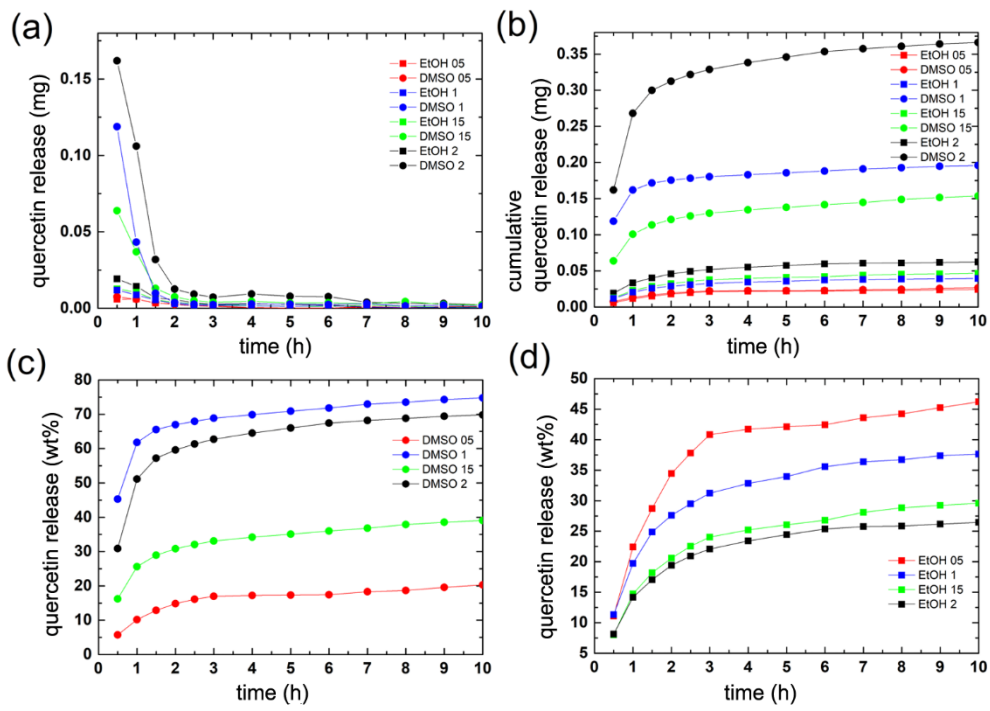 (a)
quercetin release (mg)
0.15
0.10
0.05
0.00
0 1 2 3 4 5 6 7 8 9 10
time (h)
EtOH 05
DMSO 05
EtOH 1
DMSO 1
EtOH 15
DMSO 15
EtOH 2
DMSO 2
(b)
cumulative
quercetin release (mg)
0.35
0.30
0.25
0.20
0.15
0.10
0.05
0.00
0 1 2 3 4 5 6 7 8 9 10
time (h)
EtOH 05
DMSO 05
EtOH 1
DMSO 1
EtOH 15
DMSO 15
EtOH 2
DMSO 2
(c)
quercetin release (wt%)
80
70
60
50
40
30
20
10
0
0 1 2 3 4 5 6 7 8 9 10
time (h)
DMSO 05
DMSO 1
DMSO 15
DMSO 2
(d)
quercetin release (wt%)
50
45
40
35
30
25
20
15
10
5
0 1 2 3 4 5 6 7 8 9 10
time (h)
EtOH 05
EtOH 1
EtOH 15
EtOH 2